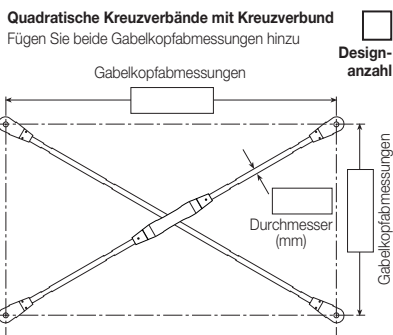 Quadratische Kreuzverbände mit Kreuzverbund
Fügen Sie beide Gabelkopfabmessungen hinzu
Design-
anzahl
Gabelkopfabmessungen
Durchmesser
(mm)
Gabelkopfabmessungen